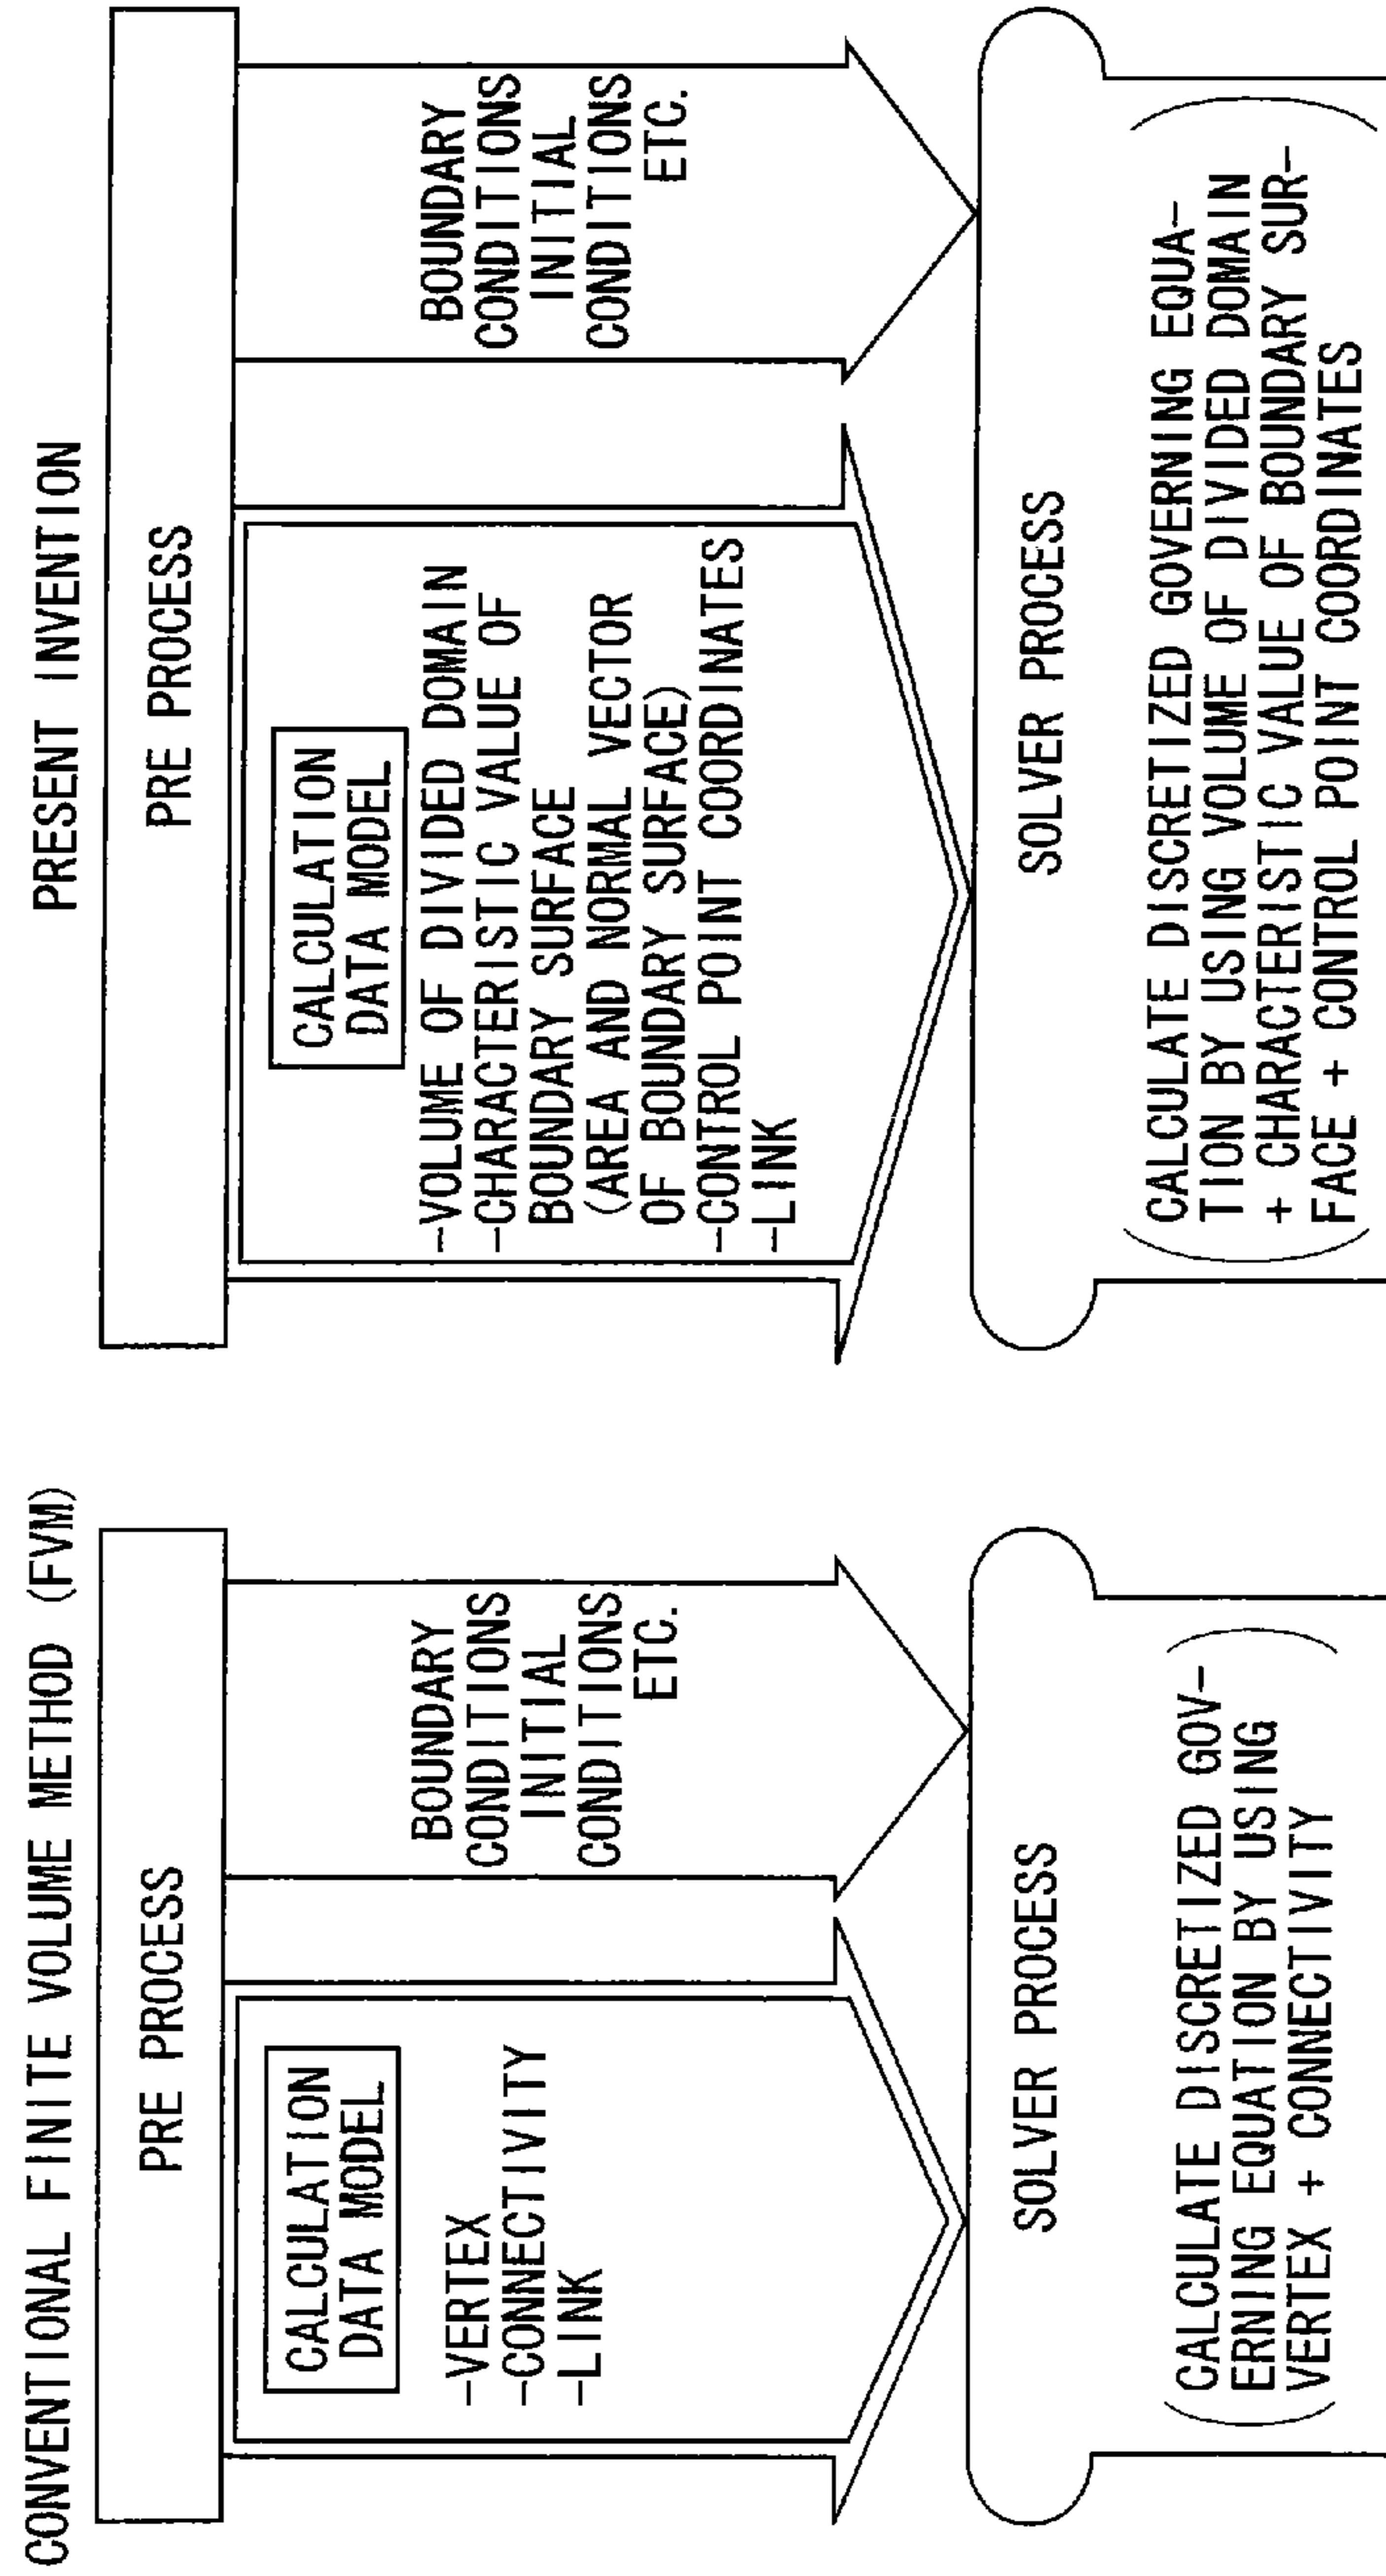 CONVENTIONAL FINITE VOLUME METHOD (FVM)
PRE PROCESS
CALCULATION
DATA MODEL
-VERTEX
-CONNECTIVITY
-LINK
BOUNDARY
CONDITIONS
INITIAL
CONDITIONS
ETC.
SOLVER PROCESS
(CALCULATE DISCRETIZED GOV-
ERNING EQUATION BY USING
VERTEX + CONNECTIVITY)
PRESENT INVENTION
PRE PROCESS
CALCULATION
DATA MODEL
-VOLUME OF DIVIDED DOMAIN
-CHARACTERISTIC VALUE OF
BOUNDARY SURFACE
(AREA AND NORMAL VECTOR
OF BOUNDARY SURFACE)
-CONTROL POINT COORDINATES
-LINK
BOUNDARY
CONDITIONS
INITIAL
CONDITIONS
ETC.
SOLVER PROCESS
(CALCULATE DISCRETIZED GOVERNING EQUA-
TION BY USING VOLUME OF DIVIDED DOMAIN
+ CHARACTERISTIC VALUE OF BOUNDARY SUR-
FACE + CONTROL POINT COORDINATES)